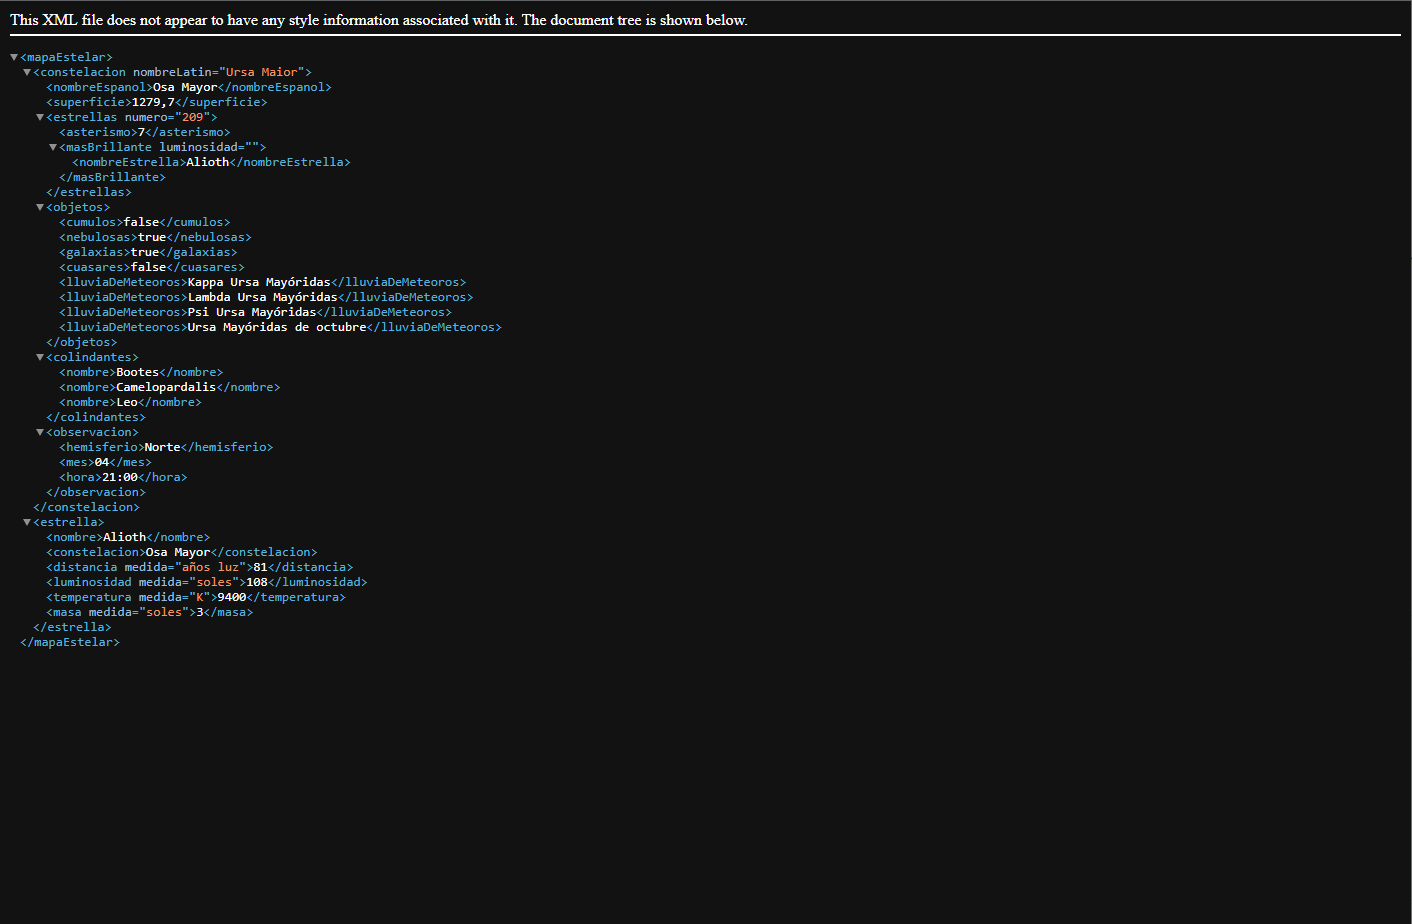 This XML file does not appear to have any style information associated with it. The document tree is shown below.
▼<mapaEstelar>
▼<constelacion nombreLatin="Ursa Maior">
<nombreEspanol>Osa Mayor</nombreEspanol>
<superficie>1279,7</superficie>
▼<estrellas numero="209">
<asterismo>7</asterismo>
▼<masBrillante luminosidad="">
<nombreEstrella>Alioth</nombreEstrella>
</masBrillante>
</estrellas>
▼<objetos>
<cumulos>false</cumulos>
<nebulosas>true</nebulosas>
<galaxias>true</galaxias>
<cuasares>false</cuasares>
<lluviaDeMeteoros>Kappa Ursa Mayóridas</lluviaDeMeteoros>
<lluviaDeMeteoros>Lambda Ursa Mayóridas</lluviaDeMeteoros>
<lluviaDeMeteoros>Psi Ursa Mayóridas</lluviaDeMeteoros>
<lluviaDeMeteoros>Ursa Mayóridas de octubre</lluviaDeMeteoros>
</objetos>
▼<colindantes>
<nombre>Bootes</nombre>
<nombre>Camelopardalis</nombre>
<nombre>Leo</nombre>
</colindantes>
▼<observacion>
<hemisferio>Norte</hemisferio>
<mes>04</mes>
<hora>21:00</hora>
</observacion>
</constelacion>
▼<estrella>
<nombre>Alioth</nombre>
<constelacion>Osa Mayor</constelacion>
<distancia medida="años luz">81</distancia>
<luminosidad medida="soles">108</luminosidad>
<temperatura medida="K">9400</temperatura>
<masa medida="soles">3</masa>
</estrella>
</mapaEstelar>